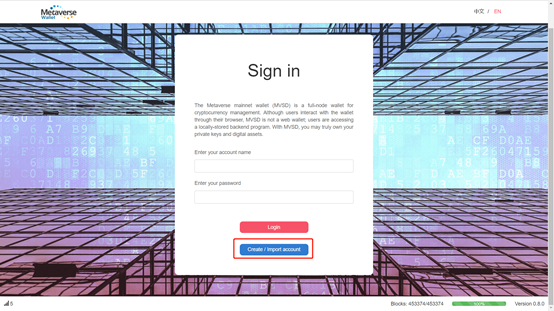 Metaverse
Wallet
中文 / EN
Sign in
The Metaverse mainnet wallet (MVSD) is a full-node wallet for
cryptocurrency management. Although users interact with the wallet
through their browser, MVSD is not a web wallet; users are accessing
a locally-stored backend program. With MVSD, you may truly own your
private keys and digital assets.
Enter your account name
Enter your password
Login
Create / Import account
5
Blocks: 453374/453374
100%
Version 0.8.0